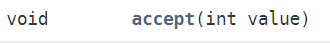 void accept(int value)